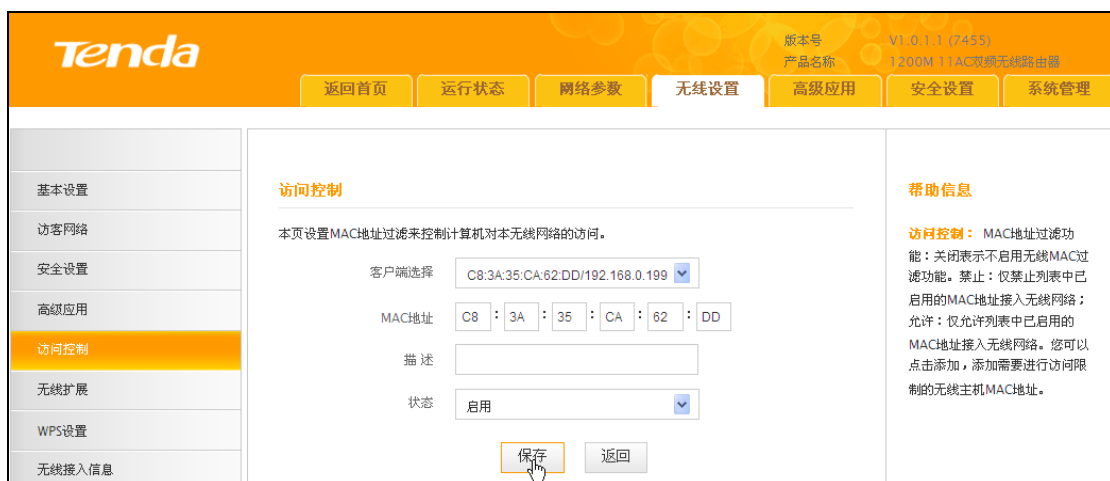 Tenda
版本号 V1.0.1.1 (7455)
产品名称 1200M 11AC双频无线路由器
返回首页 运行状态 网络参数 无线设置 高级应用 安全设置 系统管理
基本设置
访客网络
安全设置
高级应用
访问控制
无线扩展
WPS设置
无线接入信息
访问控制
本页设置MAC地址过滤来控制计算机对本无线网络的访问。
客户端选择 C8:3A:35:CA:62:DD/192.168.0.199
MAC地址 C8 : 3A : 35 : CA : 62 : DD
描述
状态 启用
保存 返回
帮助信息
访问控制： MAC地址过滤功
能：关闭表示不启用无线MAC过
滤功能。禁止：仅禁止列表中已
启用的MAC地址接入无线网络；
允许：仅允许列表中已启用的
MAC地址接入无线网络。您可以
点击添加，添加需要进行访问限
制的无线主机MAC地址。